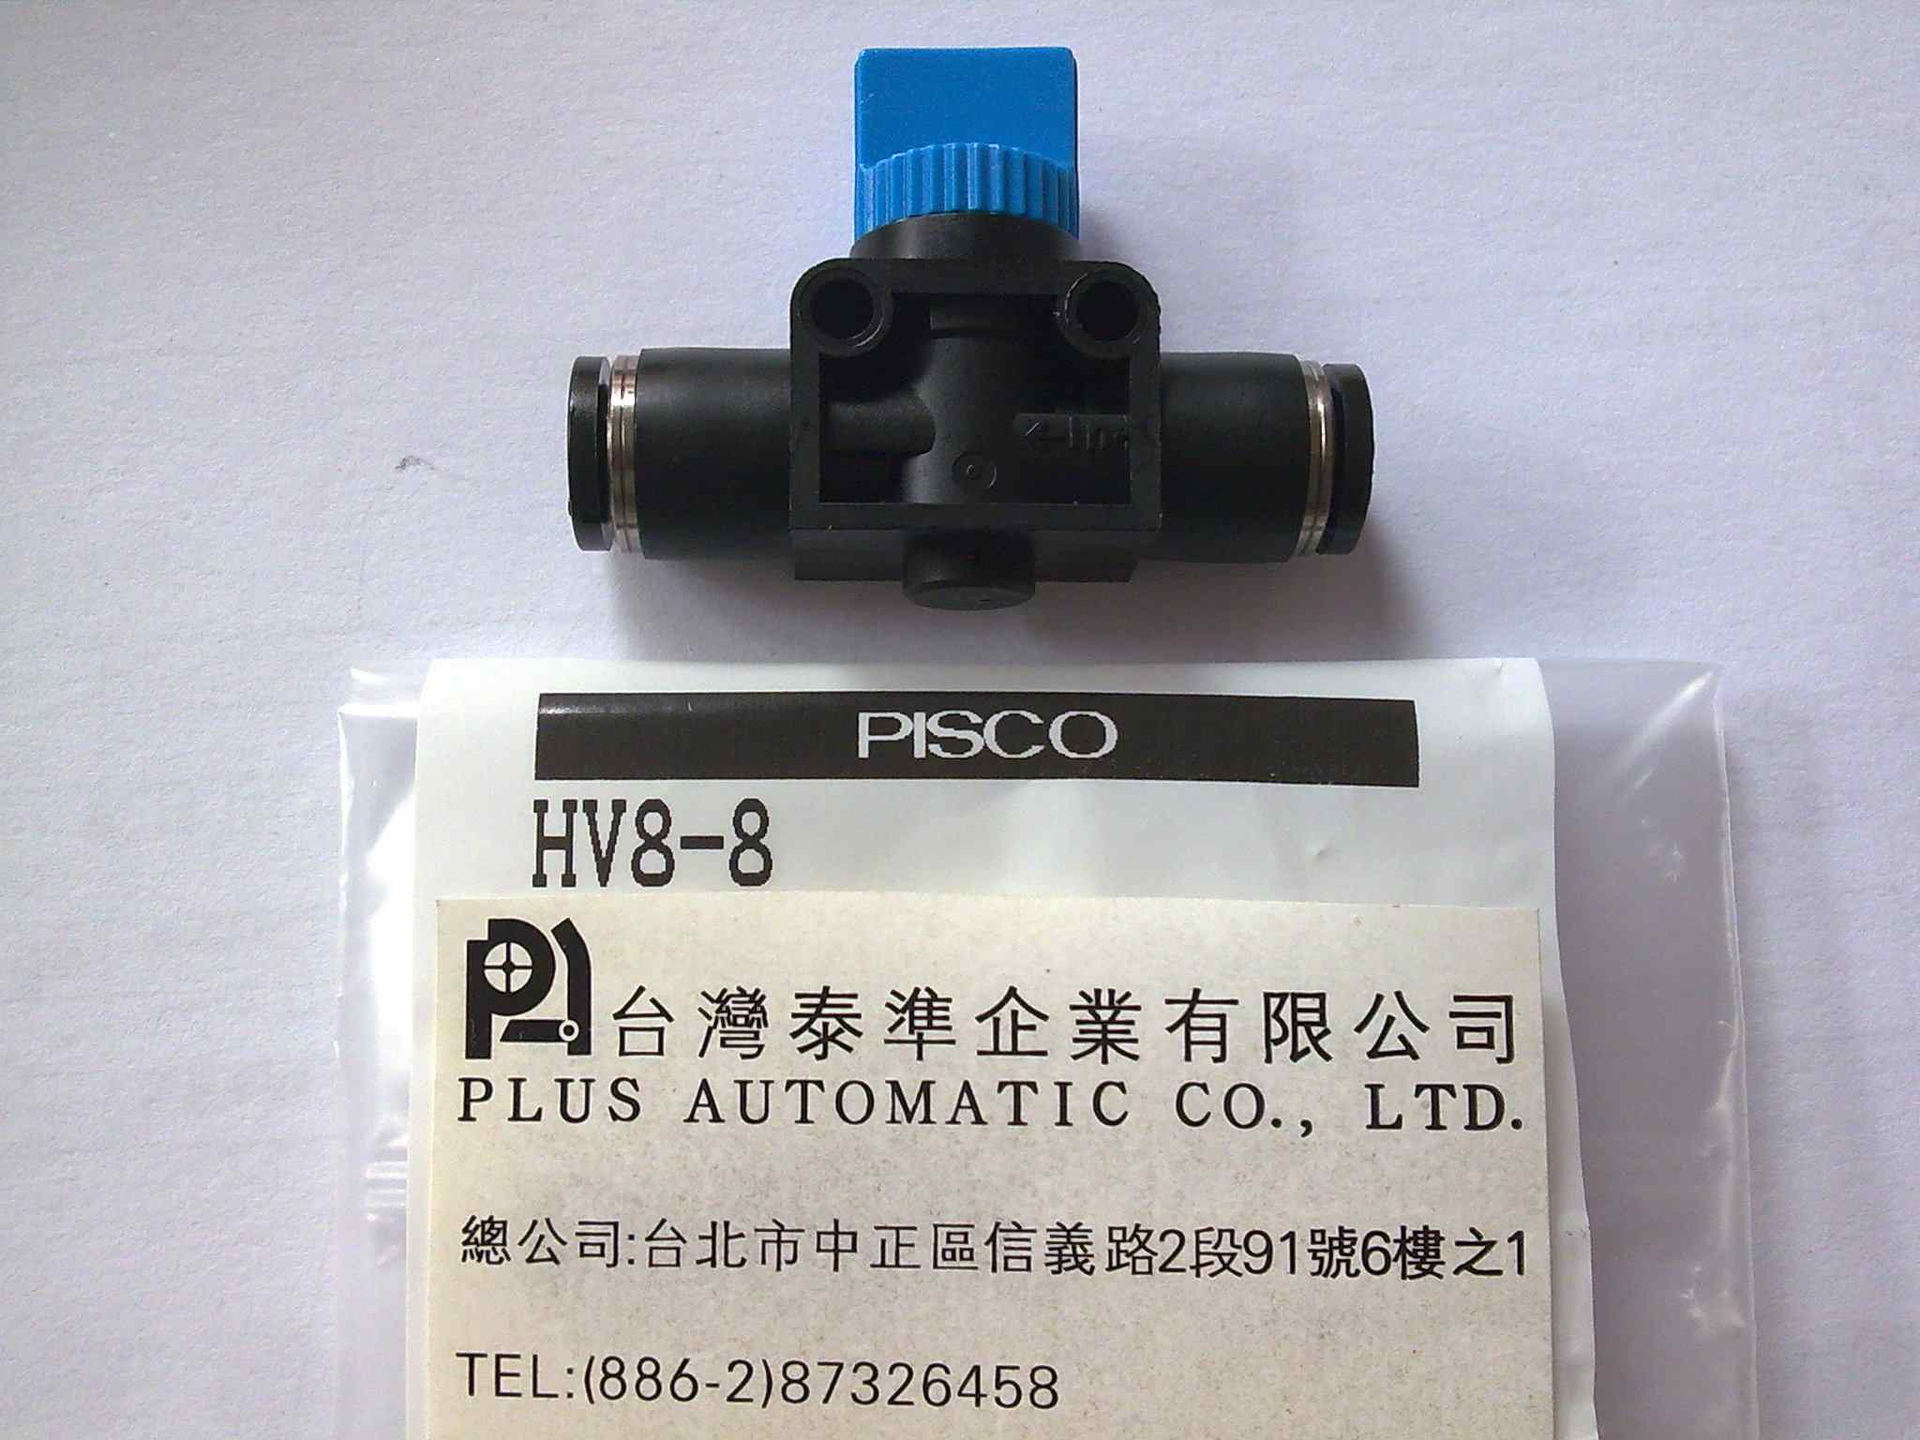 PISCO
HV8-8
台灣泰準企業有限公司
PLUS AUTOMATIC CO., LTD.
總公司:台北市中正區信義路2段91號6樓之1
TEL:(886-2)87326458